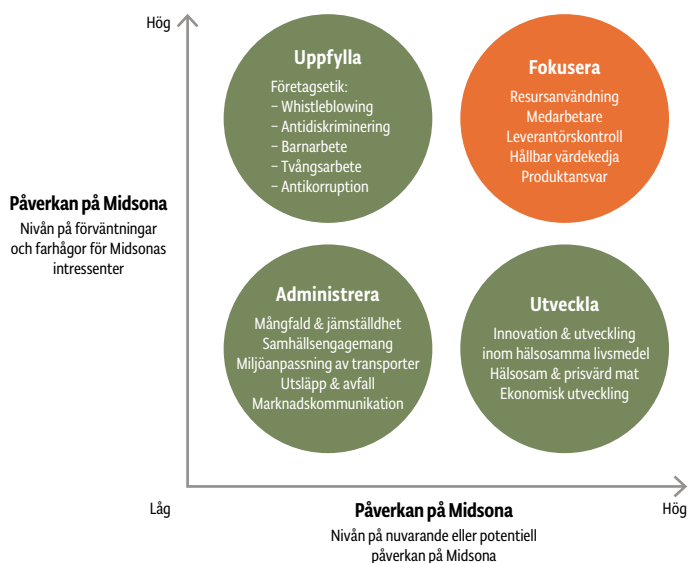 Hög
Uppfylla
Företagsetik:
– Whistleblowing
– Antidiskriminering
– Barnarbete
– Tvångsarbete
– Antikorruption
Fokusera
Resursanvändning
Medarbetare
Leverantörskontroll
Hållbar värdekedja
Produktansvar
Påverkan på Midsona
Nivån på förväntningar
och farhågor för Midsonas
intressenter
Administrera
Mångfald & jämställdhet
Samhällsengagemang
Miljöanpassning av transporter
Utsläpp & avfall
Marknadskommunikation
Utveckla
Innovation & utveckling
inom hälsosamma livsmedel
Hälsosam & prisvärd mat
Ekonomisk utveckling
Låg
Påverkan på Midsona
Hög
Nivån på nuvarande eller potentiell
påverkan på Midsona